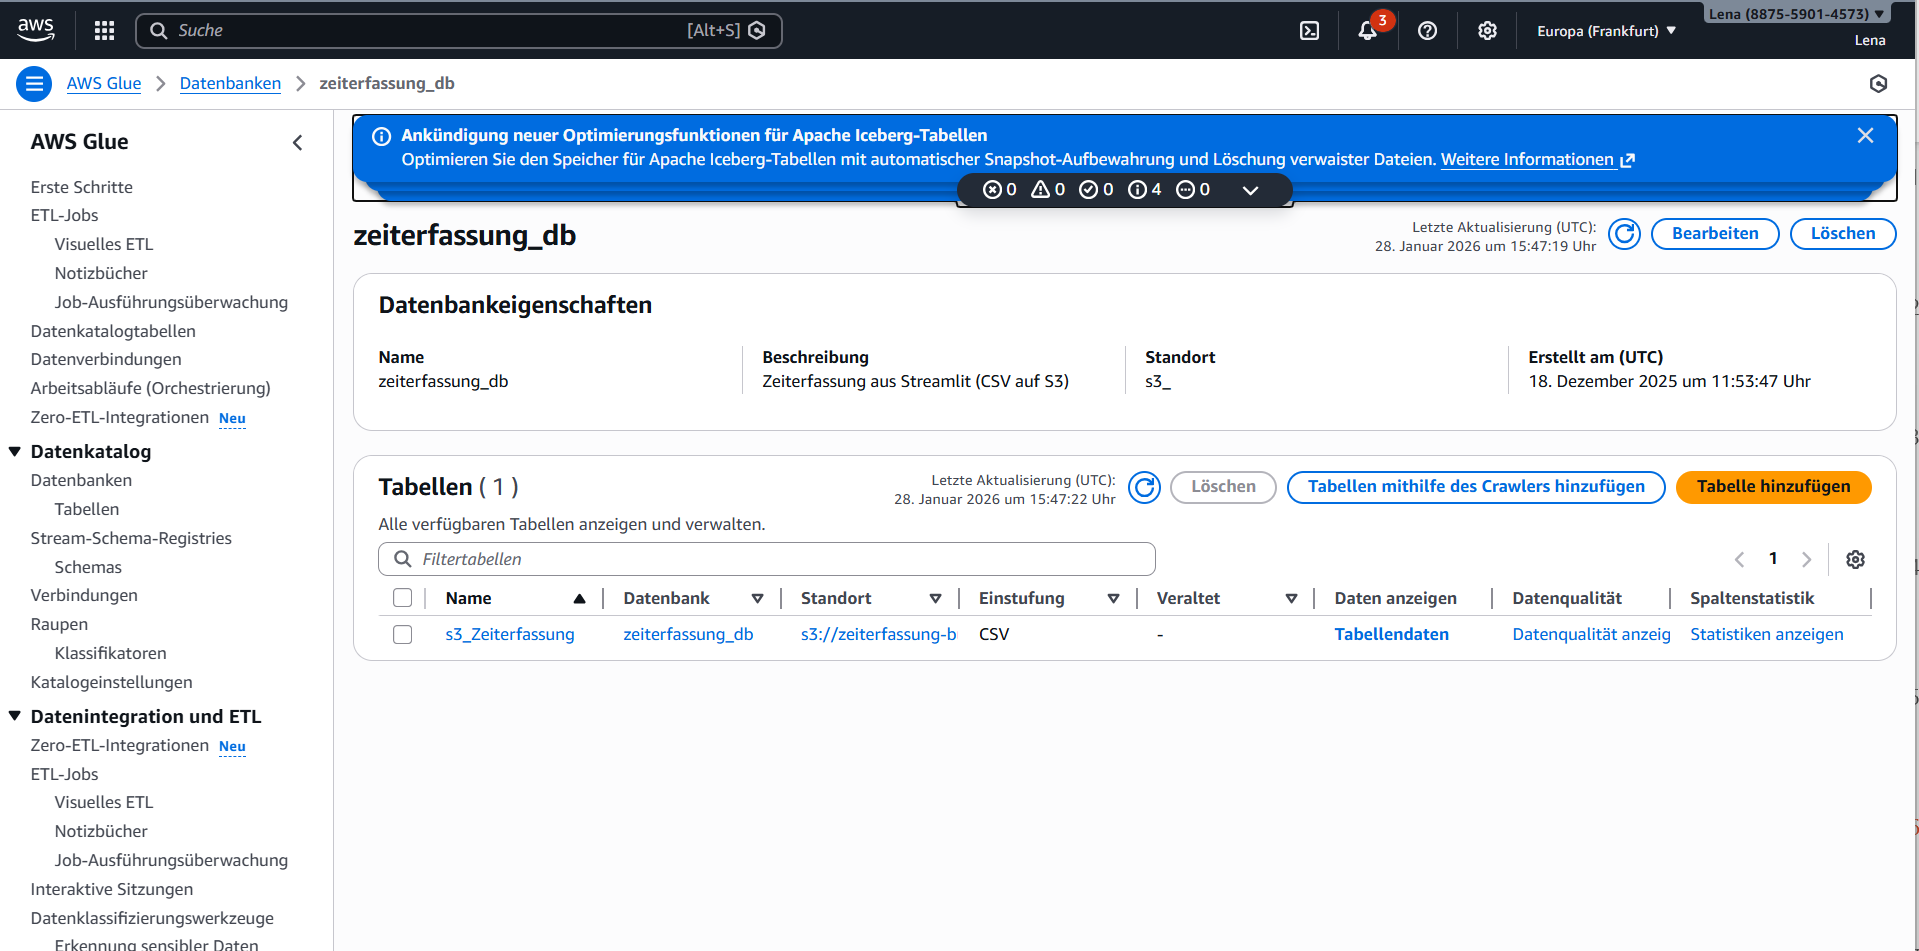 aws
Suche
[Alt+S]
3
Europa (Frankfurt)
Lena (8875-5901-4573)
Lena
AWS Glue
Datenbanken
zeiterfassung_db
AWS Glue
Erste Schritte
ETL-Jobs
Visuelles ETL
Notizbücher
Job-Ausführungsüberwachung
Datenkatalogtabellen
Datenverbindungen
Arbeitsabläufe (Orchestrierung)
Zero-ETL-Integrationen Neu
Datenkatalog
Datenbanken
Tabellen
Stream-Schema-Registries
Schemas
Verbindungen
Raupen
Klassifikatoren
Katalogeinstellungen
Datenintegration und ETL
Zero-ETL-Integrationen Neu
ETL-Jobs
Visuelles ETL
Notizbücher
Job-Ausführungsüberwachung
Interaktive Sitzungen
Datenklassifizierungswerkzeuge
Erkennung sensibler Daten
Ankündigung neuer Optimierungsfunktionen für Apache Iceberg-Tabellen
Optimieren Sie den Speicher für Apache Iceberg-Tabellen mit automatischer Snapshot-Aufbewahrung und Löschung verwaister Dateien. Weitere Informationen
0 0 0 4 0
zeiterfassung_db
Letzte Aktualisierung (UTC):
28. Januar 2026 um 15:47:19 Uhr
Bearbeiten
Löschen
Datenbankeigenschaften
Name
zeiterfassung_db
Beschreibung
Zeiterfassung aus Streamlit (CSV auf S3)
Standort
s3_
Erstellt am (UTC)
18. Dezember 2025 um 11:53:47 Uhr
Tabellen ( 1 )
Letzte Aktualisierung (UTC):
28. Januar 2026 um 15:47:22 Uhr
Löschen
Tabellen mithilfe des Crawlers hinzufügen
Tabelle hinzufügen
Alle verfügbaren Tabellen anzeigen und verwalten.
Filtertabellen
1
Name Datenbank Standort Einstufung Veraltet Daten anzeigen Datenqualität Spaltenstatistik
s3_Zeiterfassung zeiterfassung_db s3://zeiterfassung-b CSV - Tabellendaten Datenqualität anzeig Statistiken anzeigen